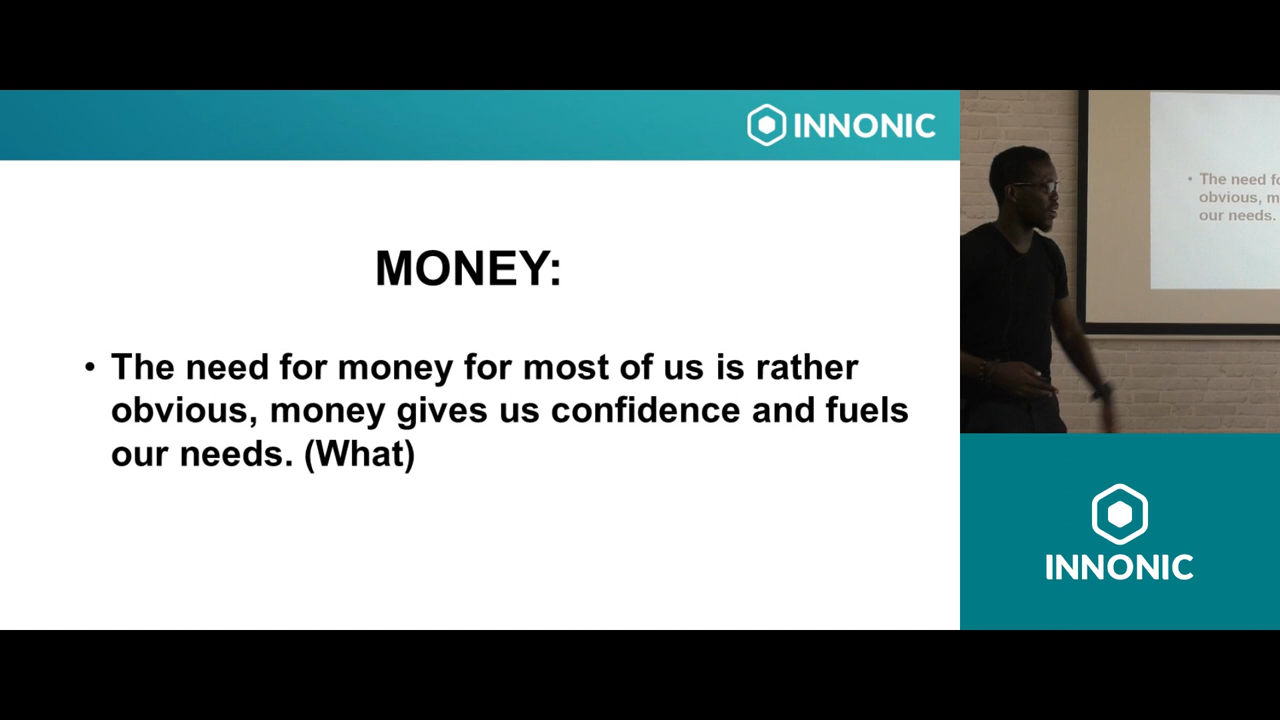 INNONIC
MONEY:
• The need for money for most of us is rather
obvious, money gives us confidence and fuels
our needs. (What)
• The need fo
obvious, m
our needs.
INNONIC